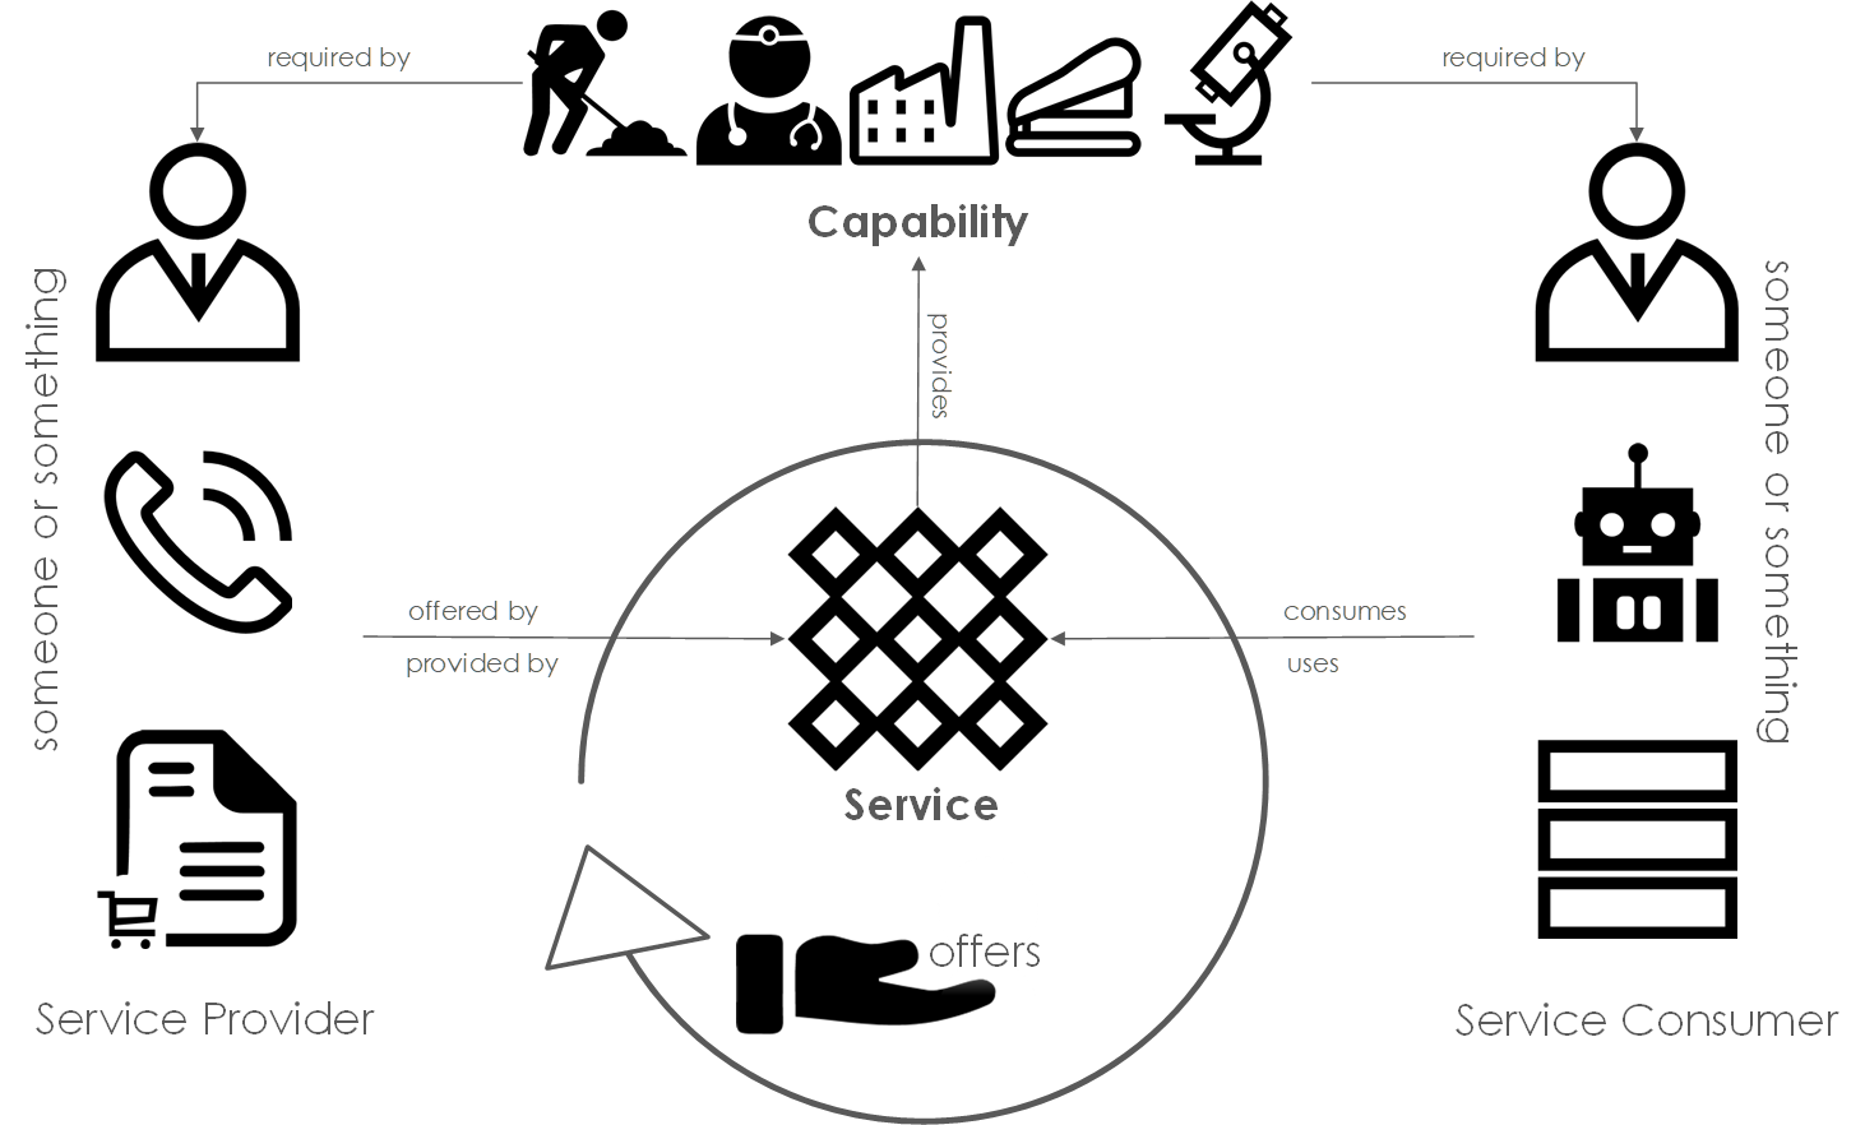 required by
required by
Capability
someone or something
someone or something
provides
offered by
consumes
provided by
uses
Service
offers
Service Provider
Service Consumer